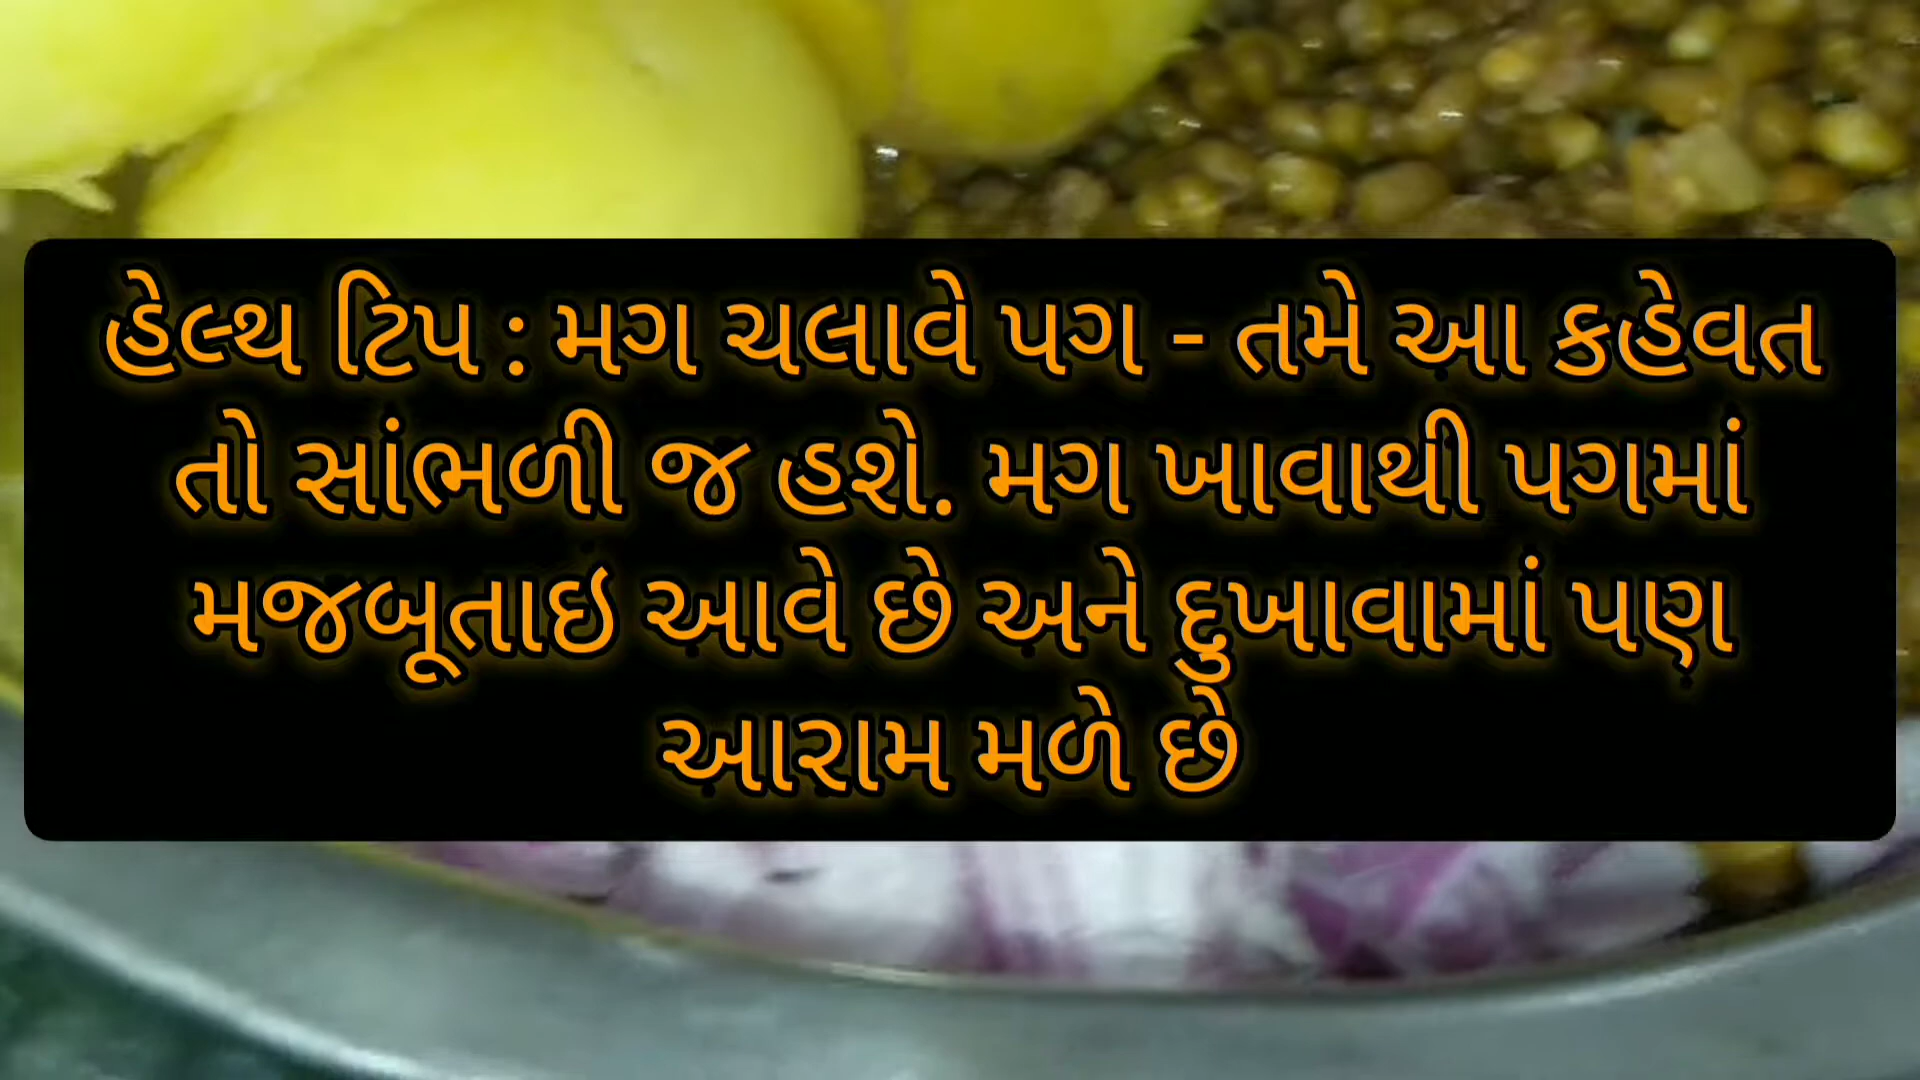 હેલ્થ ટિપ : મગ ચલાવે પગ - તમે આ કહેવત
તો સાંભળી જ હશે. મગ ખાવાથી પગમાં
મજબૂતાઇ આવે છે અને દુખાવામાં પણ
આરામ મળે છે